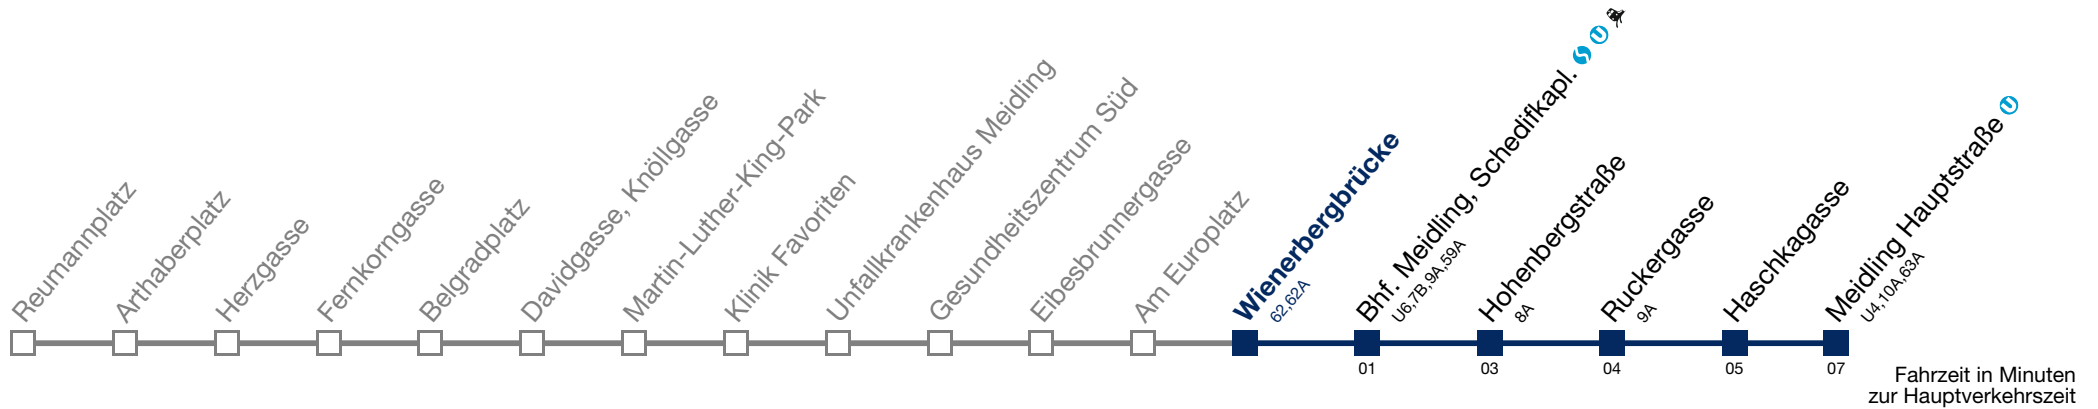 Reumannplatz
Arthaberplatz
Herzgasse
Fernkorngasse
Belgradplatz
Davidgasse, Knöllgasse
Martin-Luther-King-Park
Klinik Favoriten
Unfallkrankenhaus Meidling
Gesundheitszentrum Süd
Eibesbrunnergasse
Am Europlatz
Wienerbergbrücke
62,62A
Bhf. Meidling, Schedifkapl.
U6,7B,9A,59A
01
Hohenbergstraße
8A
03
Ruckergasse
9A
04
Haschkagasse
05
Meidling Hauptstraße
U4,10A,63A
07
Fahrzeit in Minuten
zur Hauptverkehrszeit